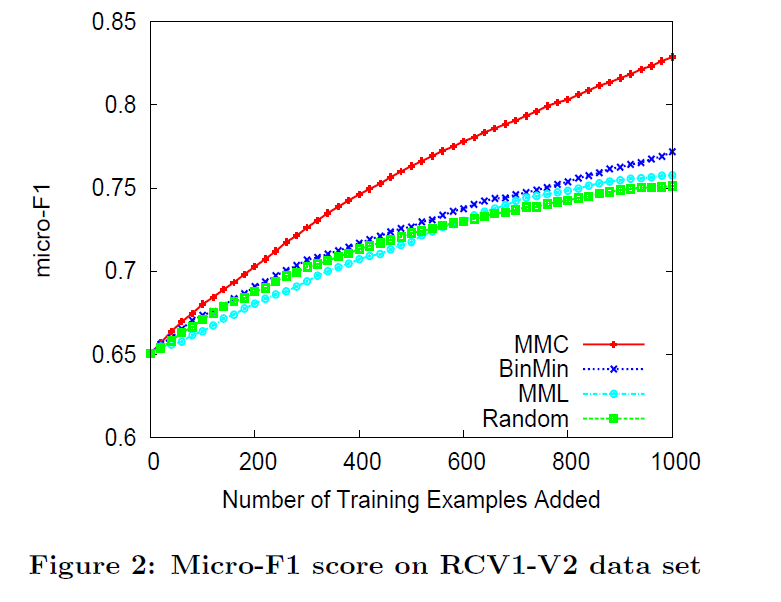 0.85
0.8
0.75
0.7
0.65
0.6
micro-F1
MMC
BinMin
MML
Random
0 200 400 600 800 1000
Number of Training Examples Added
Figure 2: Micro-F1 score on RCV1-V2 data set